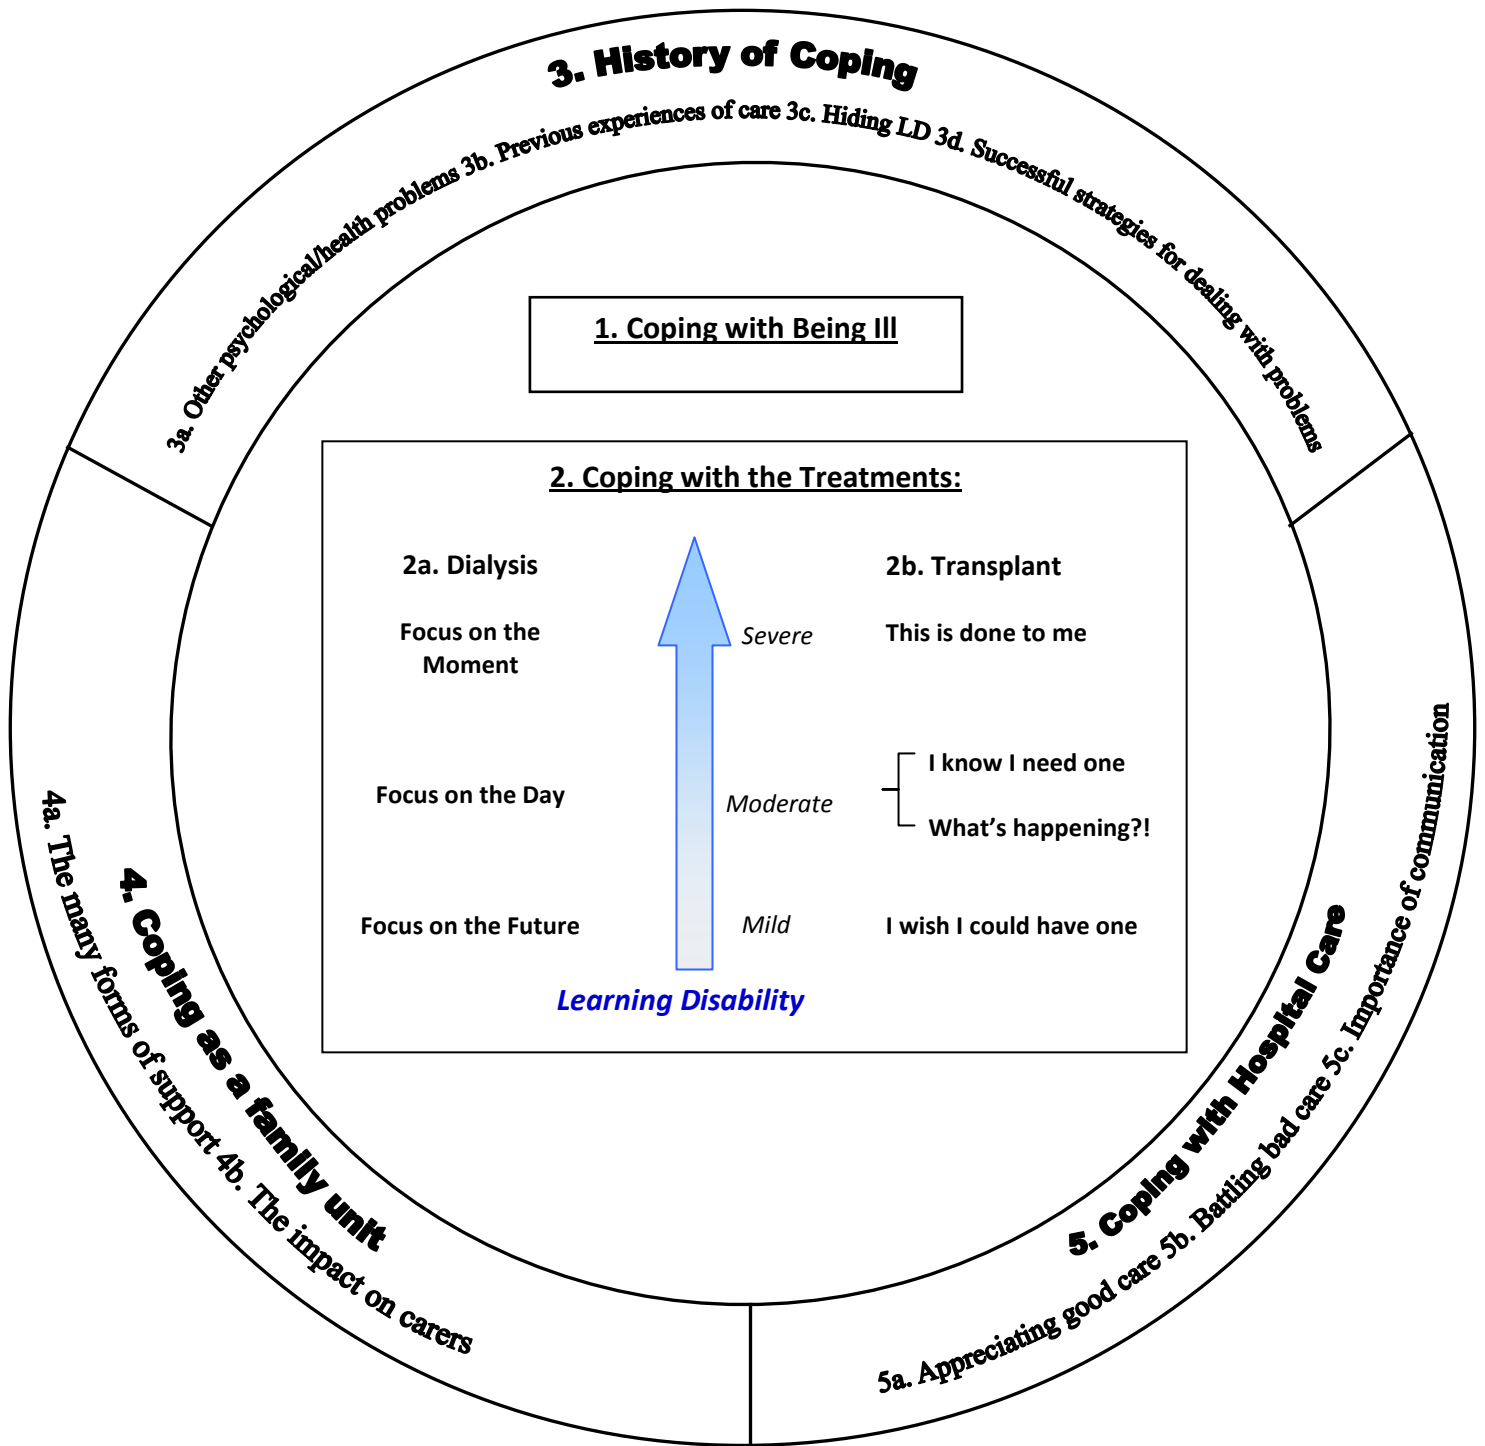 3. History of Coping
3a. Other psychological/health problems 3b. Previous experiences of care 3c. Hiding LD 3d. Successful strategies for dealing with problems
1. Coping with Being Ill
2. Coping with the Treatments:
2a. Dialysis
2b. Transplant
Focus on the
Moment
Severe
This is done to me
Focus on the Day
Moderate
I know I need one
What’s happening?!
Focus on the Future
Mild
I wish I could have one
Learning Disability
4. Coping as a family unit
4a. The many forms of support 4b. The impact on carers
5. Coping with Hospital Care
5a. Appreciating good care 5b. Battling bad care 5c. Importance of communication